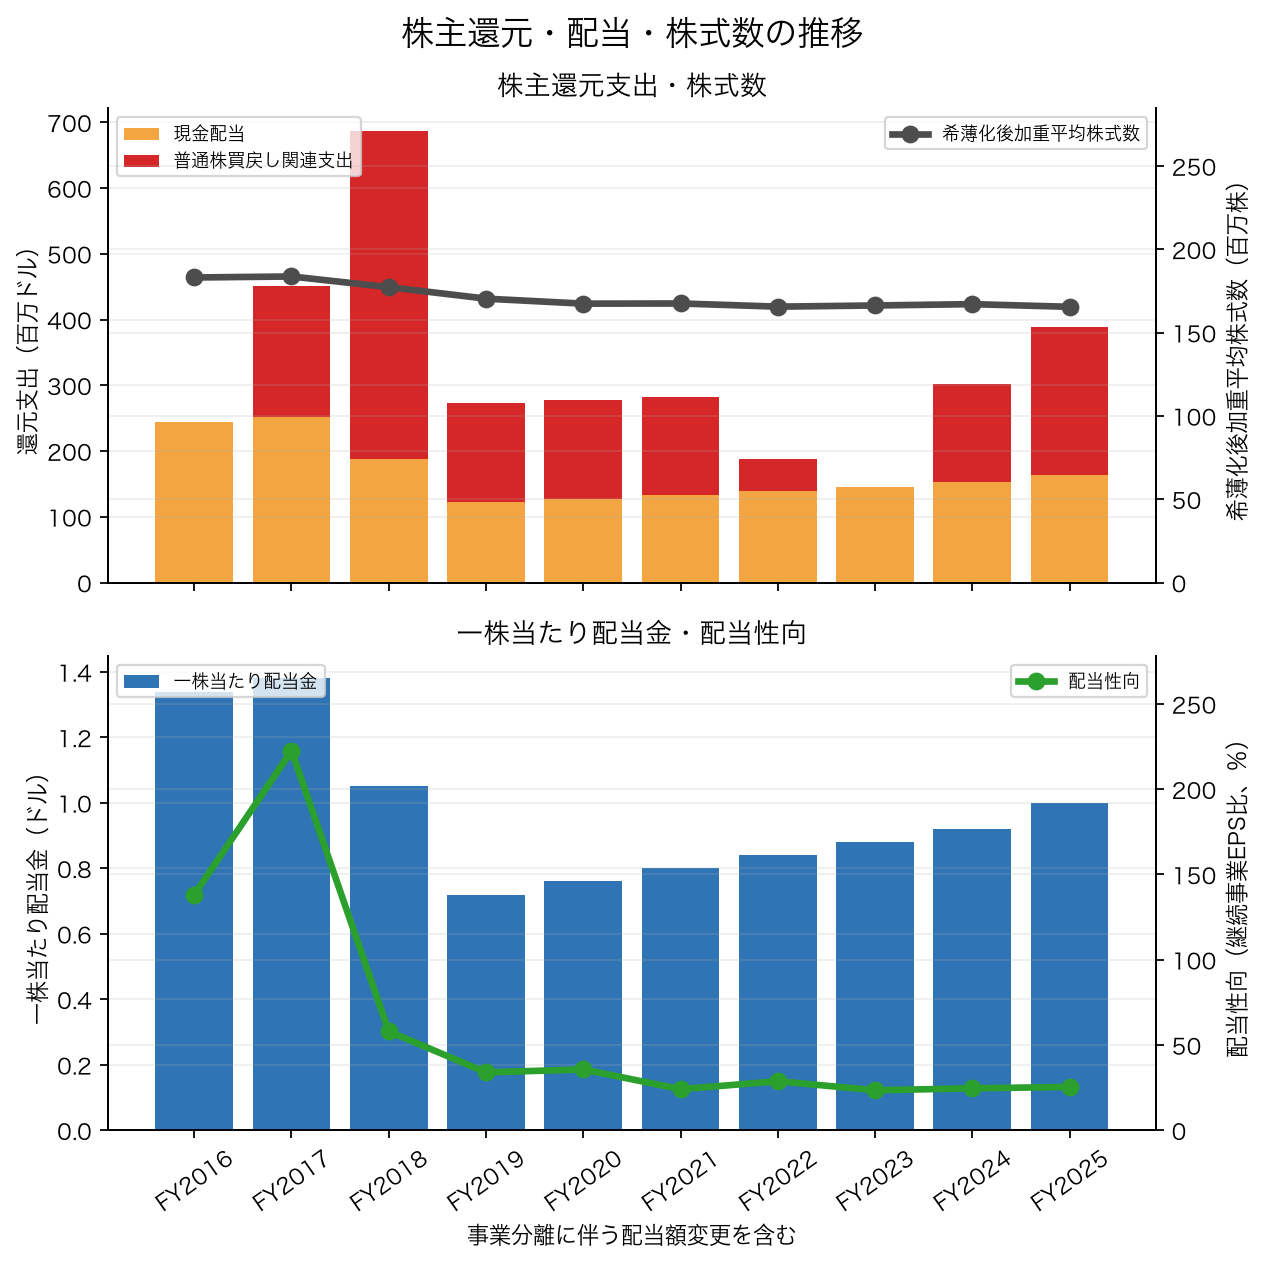 株主還元・配当・株式数の推移
株主還元支出・株式数
現金配当
普通株買戻し関連支出
希薄化後加重平均株式数
還元支出（百万ドル）
700
600
500
400
300
200
100
0
250
200
150
100
50
0
希薄化後加重平均株式数（百万株）
一株当たり配当金・配当性向
一株当たり配当金
配当性向
一株当たり配当金（ドル）
1.4
1.2
1.0
0.8
0.6
0.4
0.2
0.0
250
200
150
100
50
0
配当性向（継続事業EPS比、%）
FY2016
FY2017
FY2018
FY2019
FY2020
FY2021
FY2022
FY2023
FY2024
FY2025
事業分離に伴う配当額変更を含む